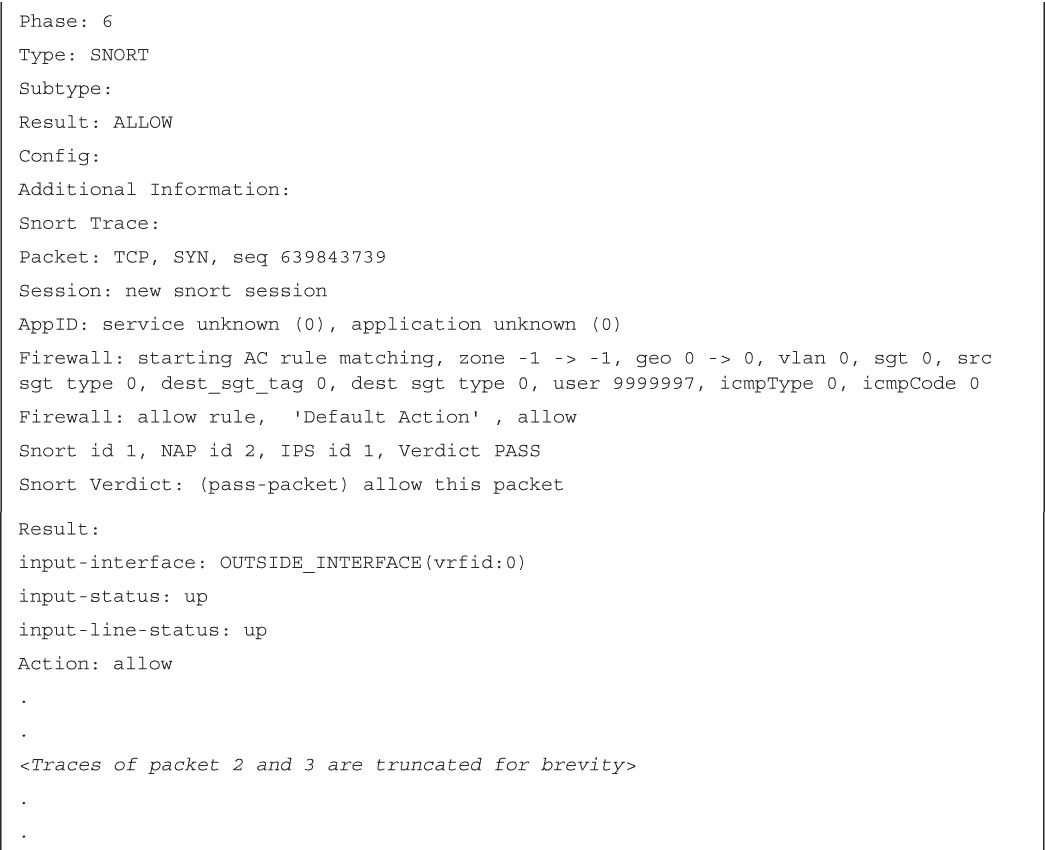 Phase: 6
Type: SNORT
Subtype:
Result: ALLOW
Config:
Additional Information:
Snort Trace:
Packet: TCP, SYN, seq 639843739
Session: new snort session
AppID: service unknown (0), application unknown (0)
Firewall: starting AC rule matching, zone -1 -> -1, geo 0 -> 0, vlan 0, sgt 0, src
sgt type 0, dest_sgt_tag 0, dest sgt type 0, user 9999997, icmpType 0, icmpCode 0
Firewall: allow rule,  'Default Action' , allow
Snort id 1, NAP id 2, IPS id 1, Verdict PASS
Snort Verdict: (pass-packet) allow this packet
Result:
input-interface: OUTSIDE_INTERFACE(vrfid:0)
input-status: up
input-line-status: up
Action: allow
.
.
<Traces of packet 2 and 3 are truncated for brevity>
.
.